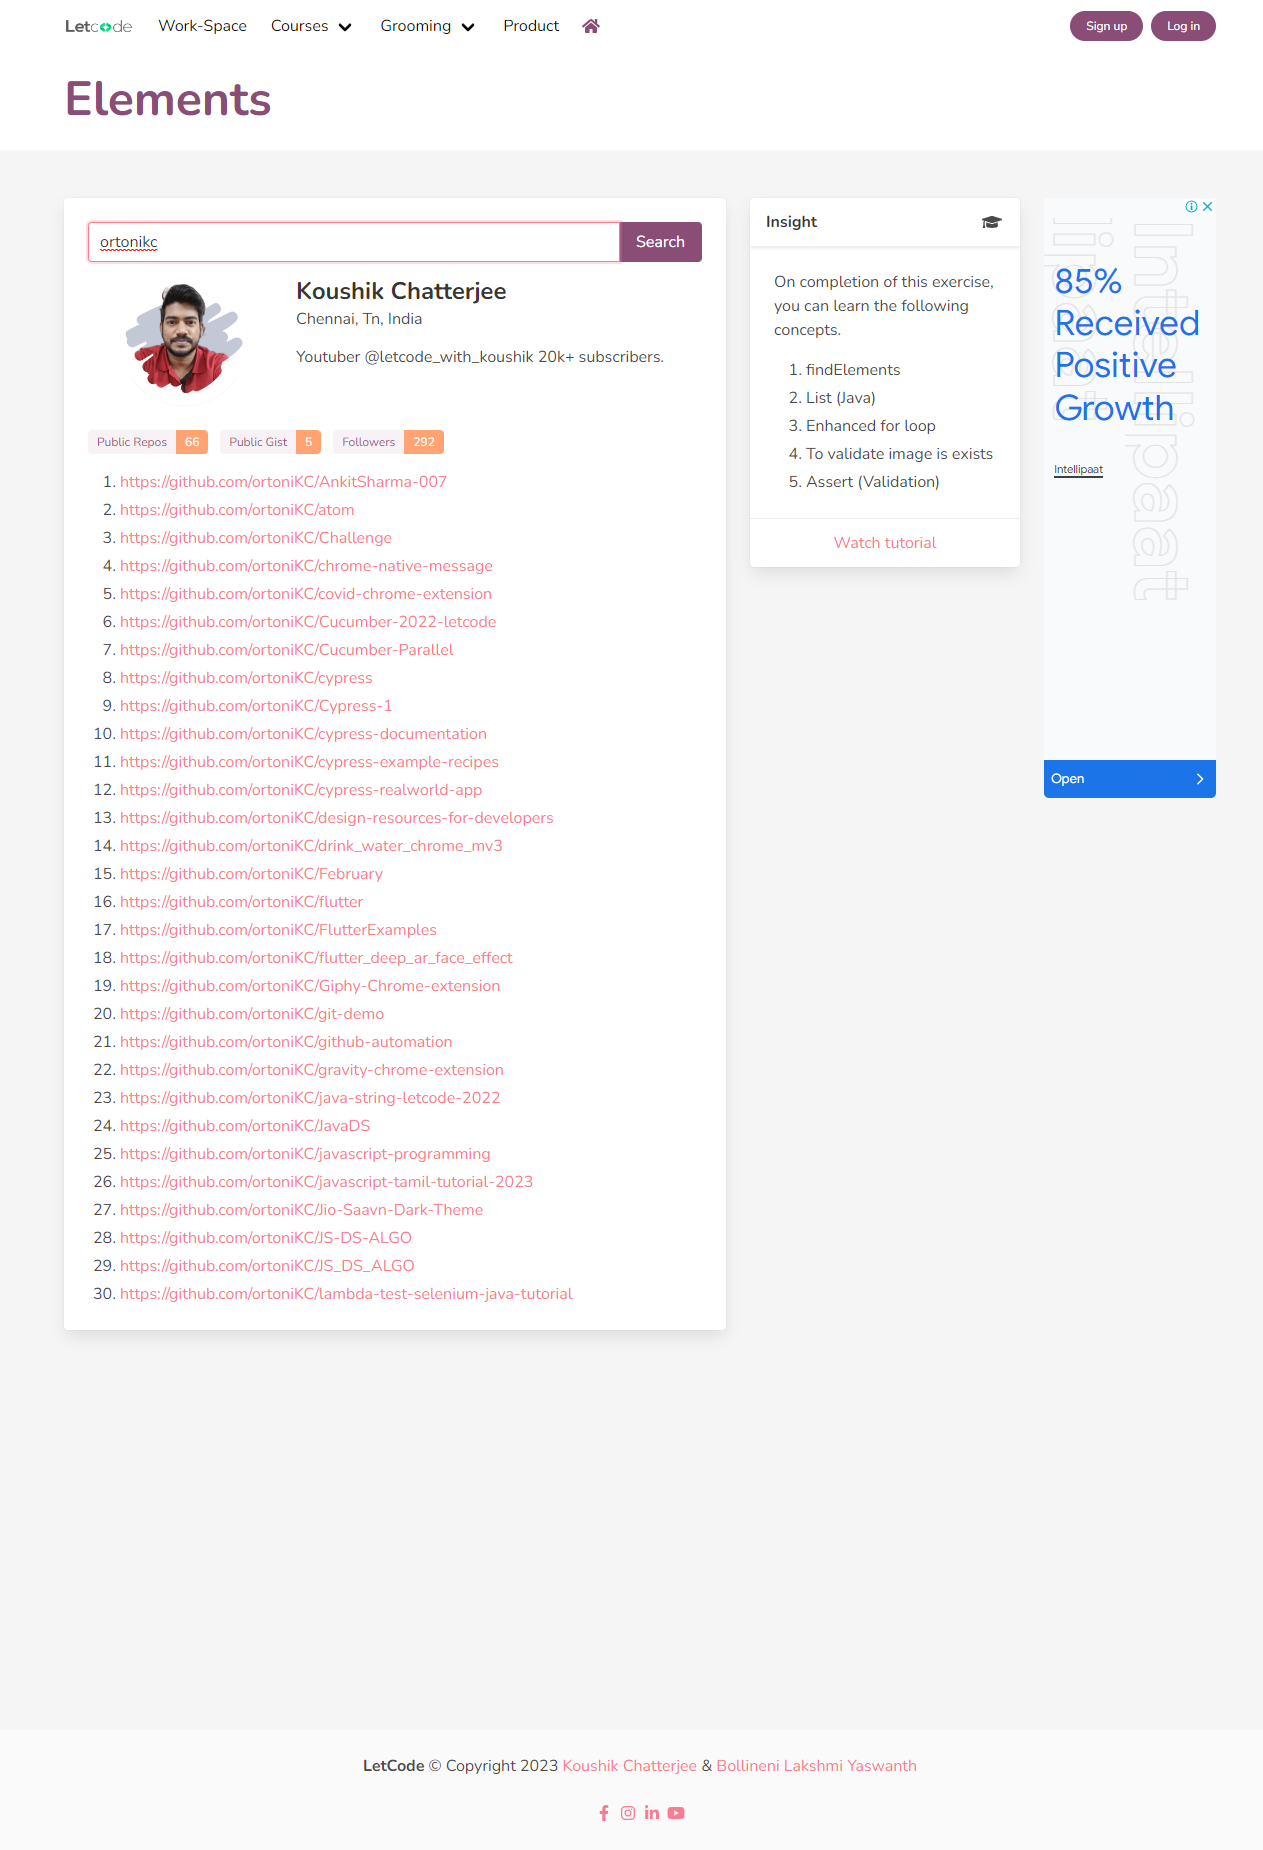 Letcode
Work-Space
Courses
Grooming
Product
Sign up
Log in
Elements
ortonikc
Search
Koushik Chatterjee
Chennai, Tn, India
Youtuber @letcode_with_koushik 20k+ subscribers.
Public Repos 66
Public Gist 5
Followers 292
1. https://github.com/ortoniKC/AnkitSharma-007
2. https://github.com/ortoniKC/atom
3. https://github.com/ortoniKC/Challenge
4. https://github.com/ortoniKC/chrome-native-message
5. https://github.com/ortoniKC/covid-chrome-extension
6. https://github.com/ortoniKC/Cucumber-2022-letcode
7. https://github.com/ortoniKC/Cucumber-Parallel
8. https://github.com/ortoniKC/cypress
9. https://github.com/ortoniKC/Cypress-1
10. https://github.com/ortoniKC/cypress-documentation
11. https://github.com/ortoniKC/cypress-example-recipes
12. https://github.com/ortoniKC/cypress-realworld-app
13. https://github.com/ortoniKC/design-resources-for-developers
14. https://github.com/ortoniKC/drink_water_chrome_mv3
15. https://github.com/ortoniKC/February
16. https://github.com/ortoniKC/flutter
17. https://github.com/ortoniKC/FlutterExamples
18. https://github.com/ortoniKC/flutter_deep_ar_face_effect
19. https://github.com/ortoniKC/Giphy-Chrome-extension
20. https://github.com/ortoniKC/git-demo
21. https://github.com/ortoniKC/github-automation
22. https://github.com/ortoniKC/gravity-chrome-extension
23. https://github.com/ortoniKC/java-string-letcode-2022
24. https://github.com/ortoniKC/JavaDS
25. https://github.com/ortoniKC/javascript-programming
26. https://github.com/ortoniKC/javascript-tamil-tutorial-2023
27. https://github.com/ortoniKC/Jio-Saavn-Dark-Theme
28. https://github.com/ortoniKC/JS-DS-ALGO
29. https://github.com/ortoniKC/JS_DS_ALGO
30. https://github.com/ortoniKC/lambda-test-selenium-java-tutorial
Insight
On completion of this exercise,
you can learn the following
concepts.
1. findElements
2. List (Java)
3. Enhanced for loop
4. To validate image is exists
5. Assert (Validation)
Watch tutorial
Intellipaat
lipaat
85%
Received
Positive
Growth
Intellipaat
Open
LetCode © Copyright 2023 Koushik Chatterjee & Bollineni Lakshmi Yaswanth